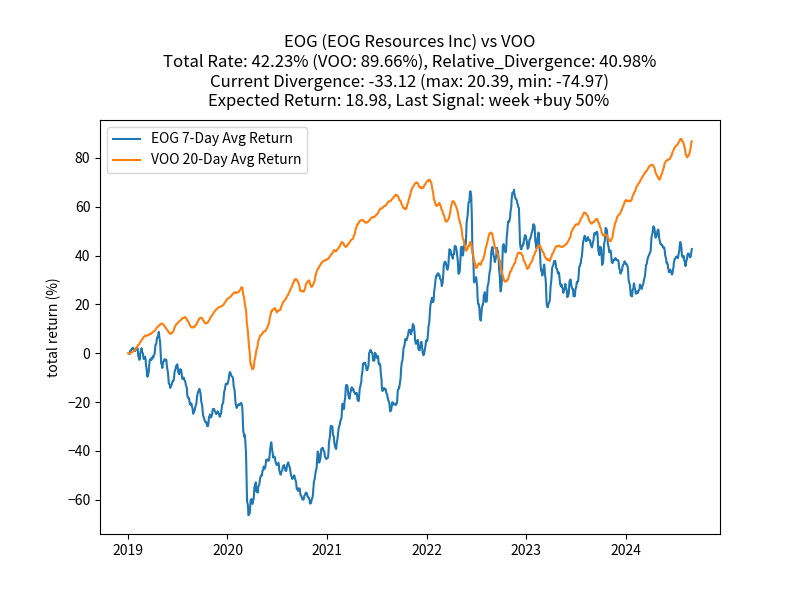 EOG (EOG Resources Inc) vs VOO
Total Rate: 42.23% (VOO: 89.66%), Relative_Divergence: 40.98%
Current Divergence: -33.12 (max: 20.39, min: -74.97)
Expected Return: 18.98, Last Signal: week +buy 50%
EOG 7-Day Avg Return
VOO 20-Day Avg Return
total return (%)
80
60
40
20
0
−20
−40
−60
2019
2020
2021
2022
2023
2024